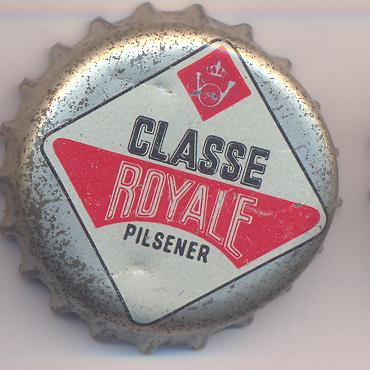 CLASSE
ROYALE
PILSENER